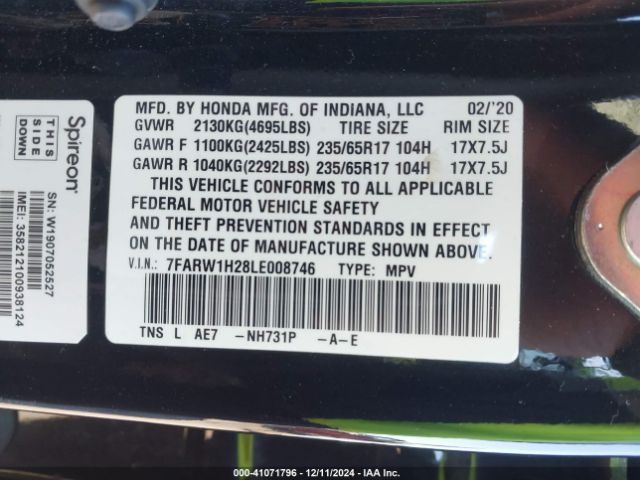 MFD. BY HONDA MFG. OF INDIANA, LLC 02/'20
GVWR 2130KG(4695LBS) TIRE SIZE RIM SIZE
GAWR F 1100KG(2425LBS) 235/65R17 104H 17X7.5J
GAWR R 1040KG(2292LBS) 235/65R17 104H 17X7.5J
THIS VEHICLE CONFORMS TO ALL APPLICABLE
FEDERAL MOTOR VEHICLE SAFETY
AND THEFT PREVENTION STANDARDS IN EFFECT
ON THE DATE OF MANUFACTURE SHOWN ABOVE.
V.I.N.: 7FARW1H28LE008746 TYPE: MPV
TNS L AE7 -NH731P -A-E
Spireon
THIS
SIDE
DOWN
SN: W1907052527
IMEI: 358212100938124
000-41071796 - 12/11/2024 - IAA Inc.